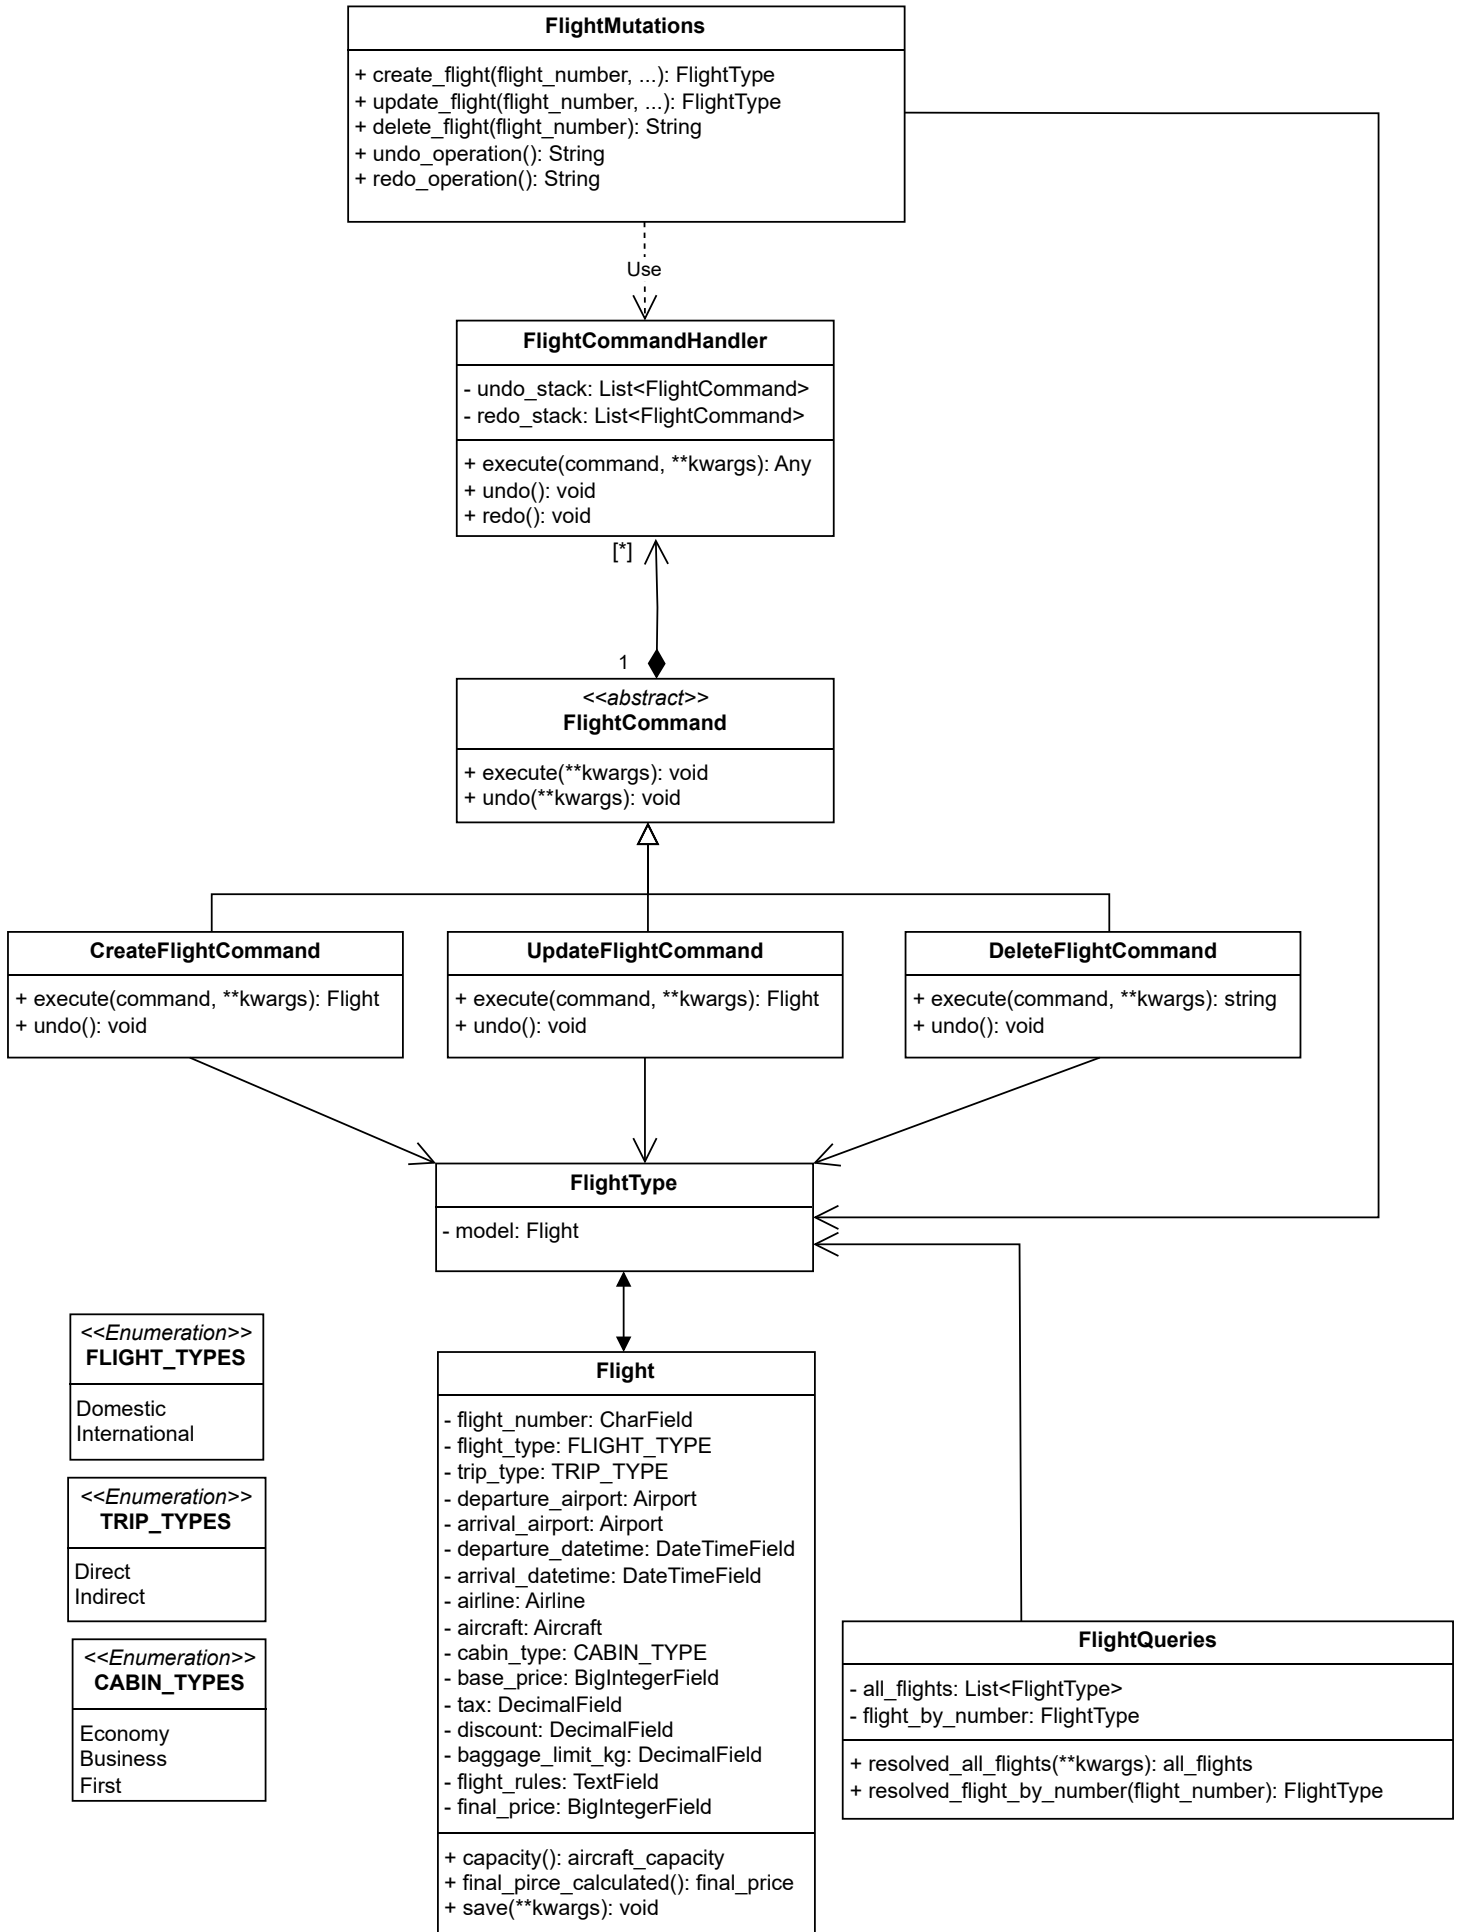 FlightMutations
+ create_flight(flight_number, ...): FlightType
+ update_flight(flight_number, ...): FlightType
+ delete_flight(flight_number): String
+ undo_operation(): String
+ redo_operation(): String
Use
FlightCommandHandler
- undo_stack: List<FlightCommand>
- redo_stack: List<FlightCommand>
+ execute(command, **kwargs): Any
+ undo(): void
+ redo(): void
[*]
1
<<abstract>>
FlightCommand
+ execute(**kwargs): void
+ undo(**kwargs): void
CreateFlightCommand
+ execute(command, **kwargs): Flight
+ undo(): void
UpdateFlightCommand
+ execute(command, **kwargs): Flight
+ undo(): void
DeleteFlightCommand
+ execute(command, **kwargs): string
+ undo(): void
FlightType
- model: Flight
<<Enumeration>>
FLIGHT_TYPES
Domestic
International
<<Enumeration>>
TRIP_TYPES
Direct
Indirect
<<Enumeration>>
CABIN_TYPES
Economy
Business
First
Flight
- flight_number: CharField
- flight_type: FLIGHT_TYPE
- trip_type: TRIP_TYPE
- departure_airport: Airport
- arrival_airport: Airport
- departure_datetime: DateTimeField
- arrival_datetime: DateTimeField
- airline: Airline
- aircraft: Aircraft
- cabin_type: CABIN_TYPE
- base_price: BigIntegerField
- tax: DecimalField
- discount: DecimalField
- baggage_limit_kg: DecimalField
- flight_rules: TextField
- final_price: BigIntegerField
+ capacity(): aircraft_capacity
+ final_pirce_calculated(): final_price
+ save(**kwargs): void
FlightQueries
- all_flights: List<FlightType>
- flight_by_number: FlightType
+ resolved_all_flights(**kwargs): all_flights
+ resolved_flight_by_number(flight_number): FlightType